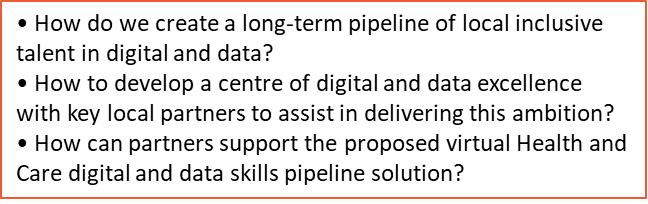 • How do we create a long-term pipeline of local inclusive
talent in digital and data?
• How to develop a centre of digital and data excellence
with key local partners to assist in delivering this ambition?
• How can partners support the proposed virtual Health and
Care digital and data skills pipeline solution?